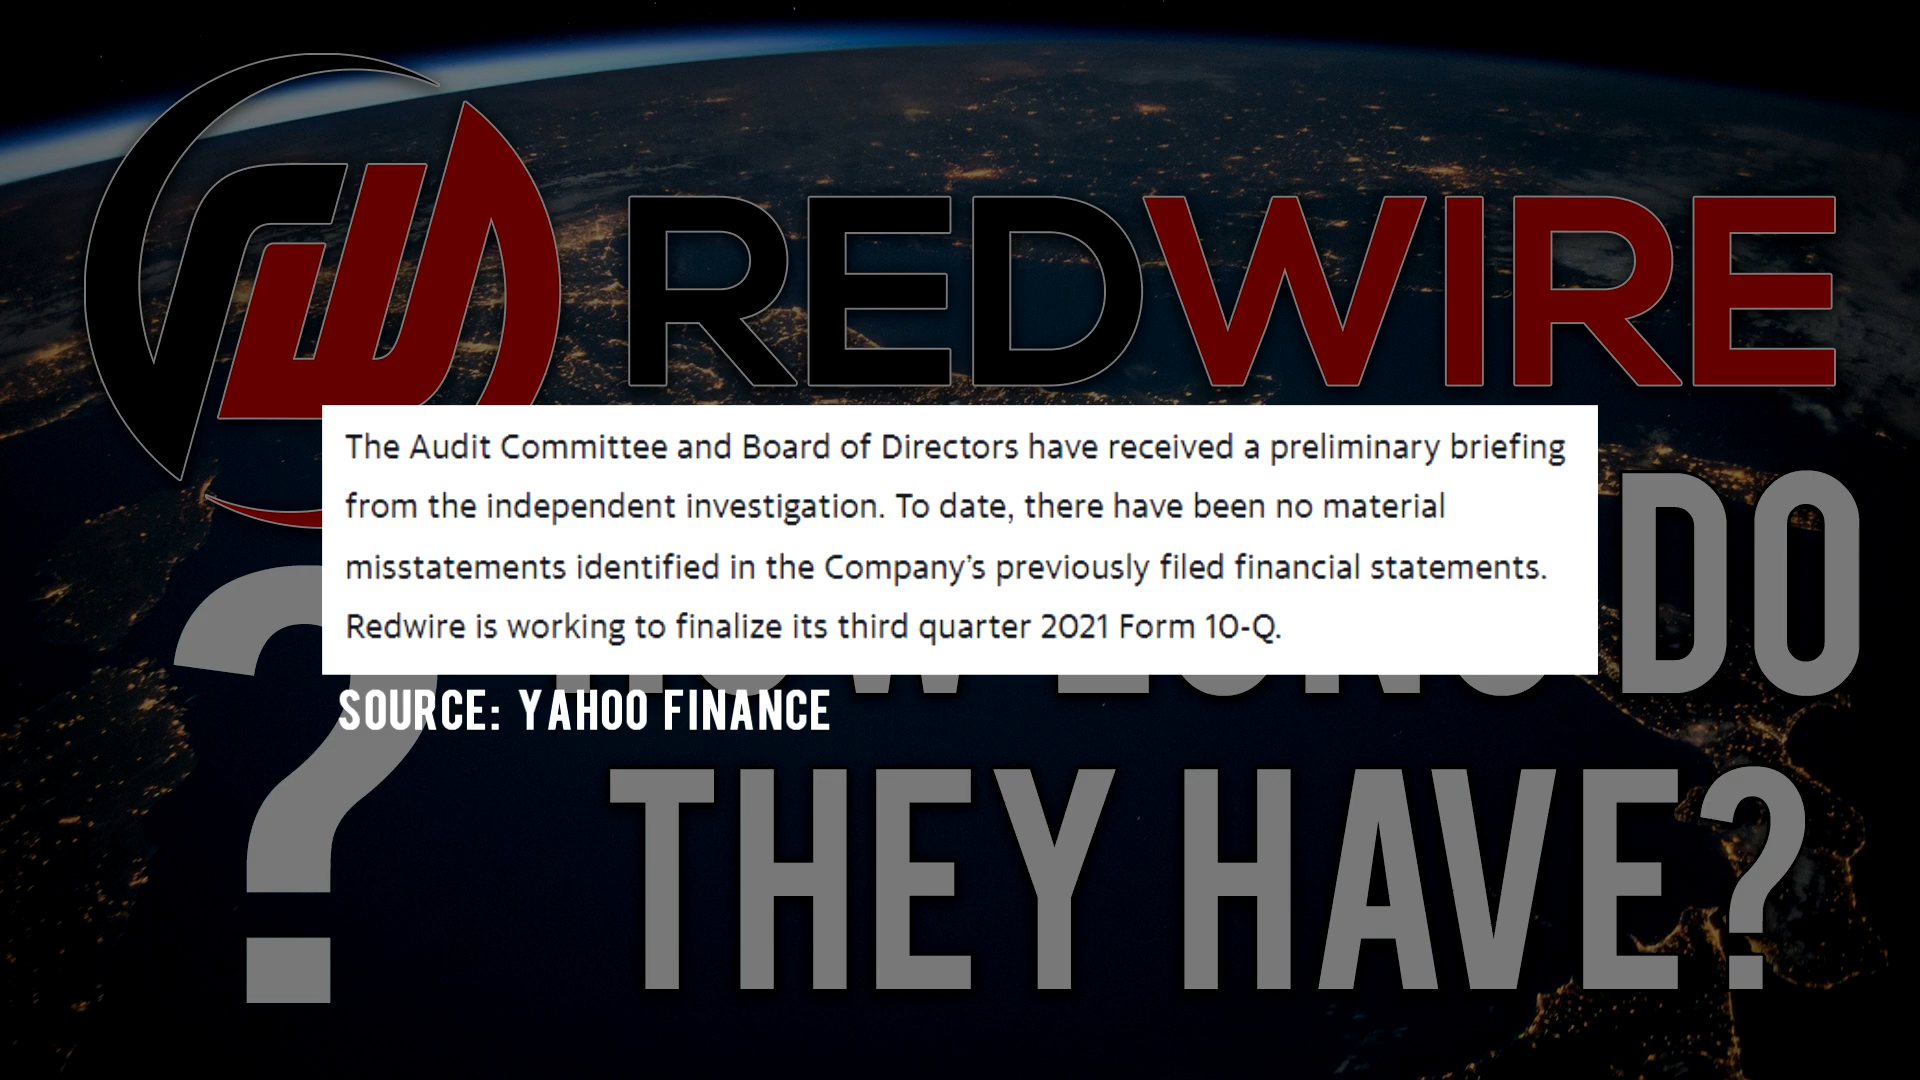 REDWIRE
The Audit Committee and Board of Directors have received a preliminary briefing
from the independent investigation. To date, there have been no material
misstatements identified in the Company's previously filed financial statements.
Redwire is working to finalize its third quarter 2021 Form 10-Q.
DO
SOURCE: YAHOO FINANCE
?
THEY HAVE?